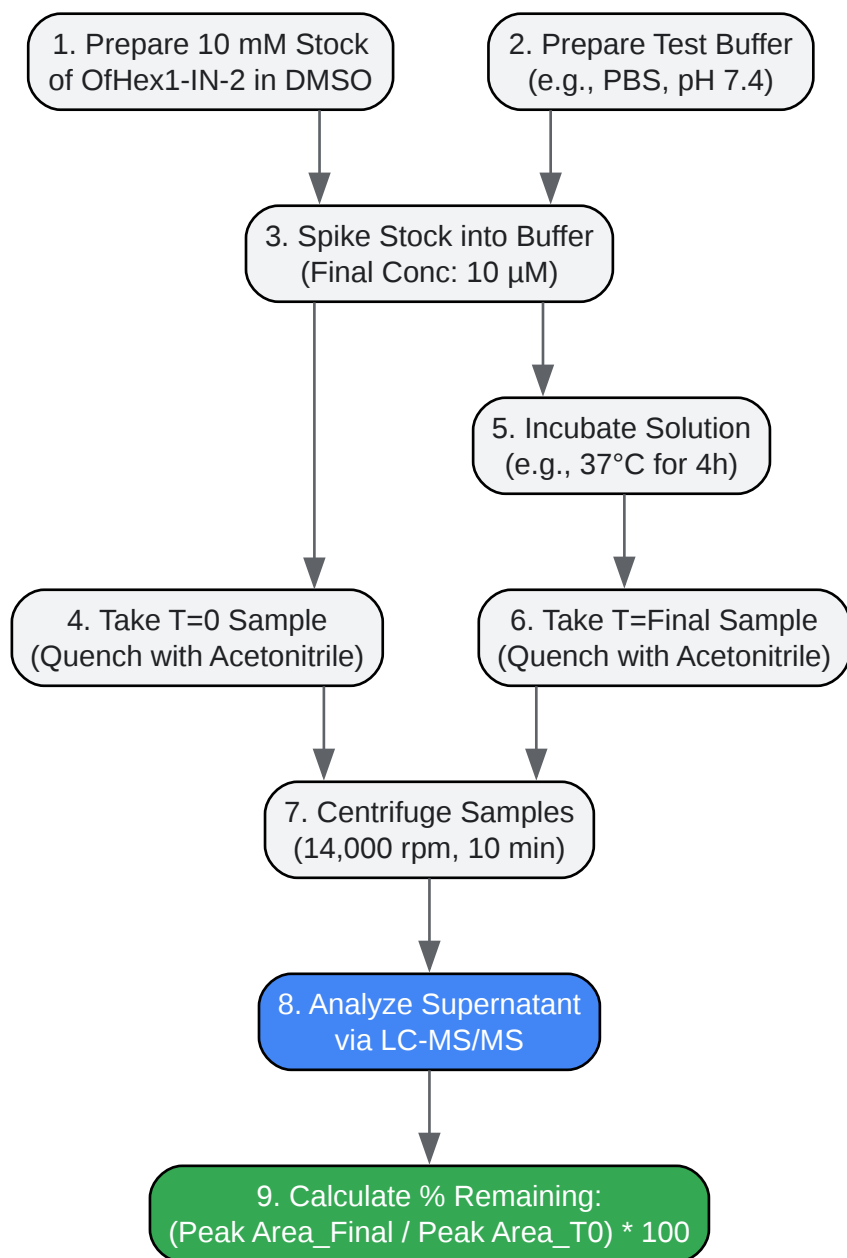 1. Prepare 10 mM Stock
of OfHex1-IN-2 in DMSO
2. Prepare Test Buffer
(e.g., PBS, pH 7.4)
3. Spike Stock into Buffer
(Final Conc: 10 µM)
5. Incubate Solution
(e.g., 37°C for 4h)
4. Take T=0 Sample
(Quench with Acetonitrile)
6. Take T=Final Sample
(Quench with Acetonitrile)
7. Centrifuge Samples
(14,000 rpm, 10 min)
8. Analyze Supernatant
via LC-MS/MS
9. Calculate % Remaining:
(Peak Area_Final / Peak Area_T0) * 100